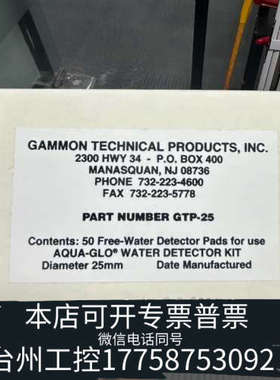 GAMMON TECHNICAL PRODUCTS, INC.
2300 HWY 34 - P.O. BOX 400
MANASQUAN, NJ 08736
PHONE 732-223-4600
FAX 732-223-5778
PART NUMBER GTP-25
Contents: 50 Free-Water Detector Pads for use
AQUA-GLO® WATER DETECTOR KIT
Diameter 25mm Date Manufactured
本店可开专票普票
微信电话同号
台州工控17758753092